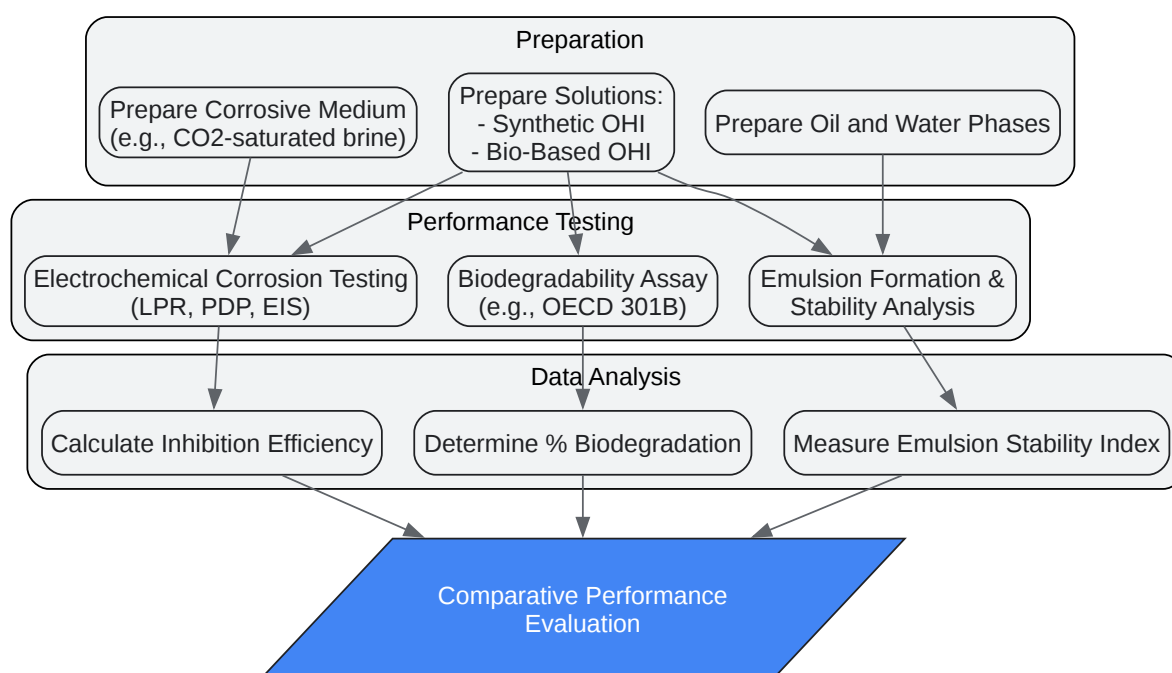 Preparation
Prepare Corrosive Medium
(e.g., CO2-saturated brine)
Prepare Solutions:
- Synthetic OHI
- Bio-Based OHI
Prepare Oil and Water Phases
Performance Testing
Electrochemical Corrosion Testing
(LPR, PDP, EIS)
Biodegradability Assay
(e.g., OECD 301B)
Emulsion Formation &
Stability Analysis
Data Analysis
Calculate Inhibition Efficiency
Determine % Biodegradation
Measure Emulsion Stability Index
Comparative Performance
Evaluation